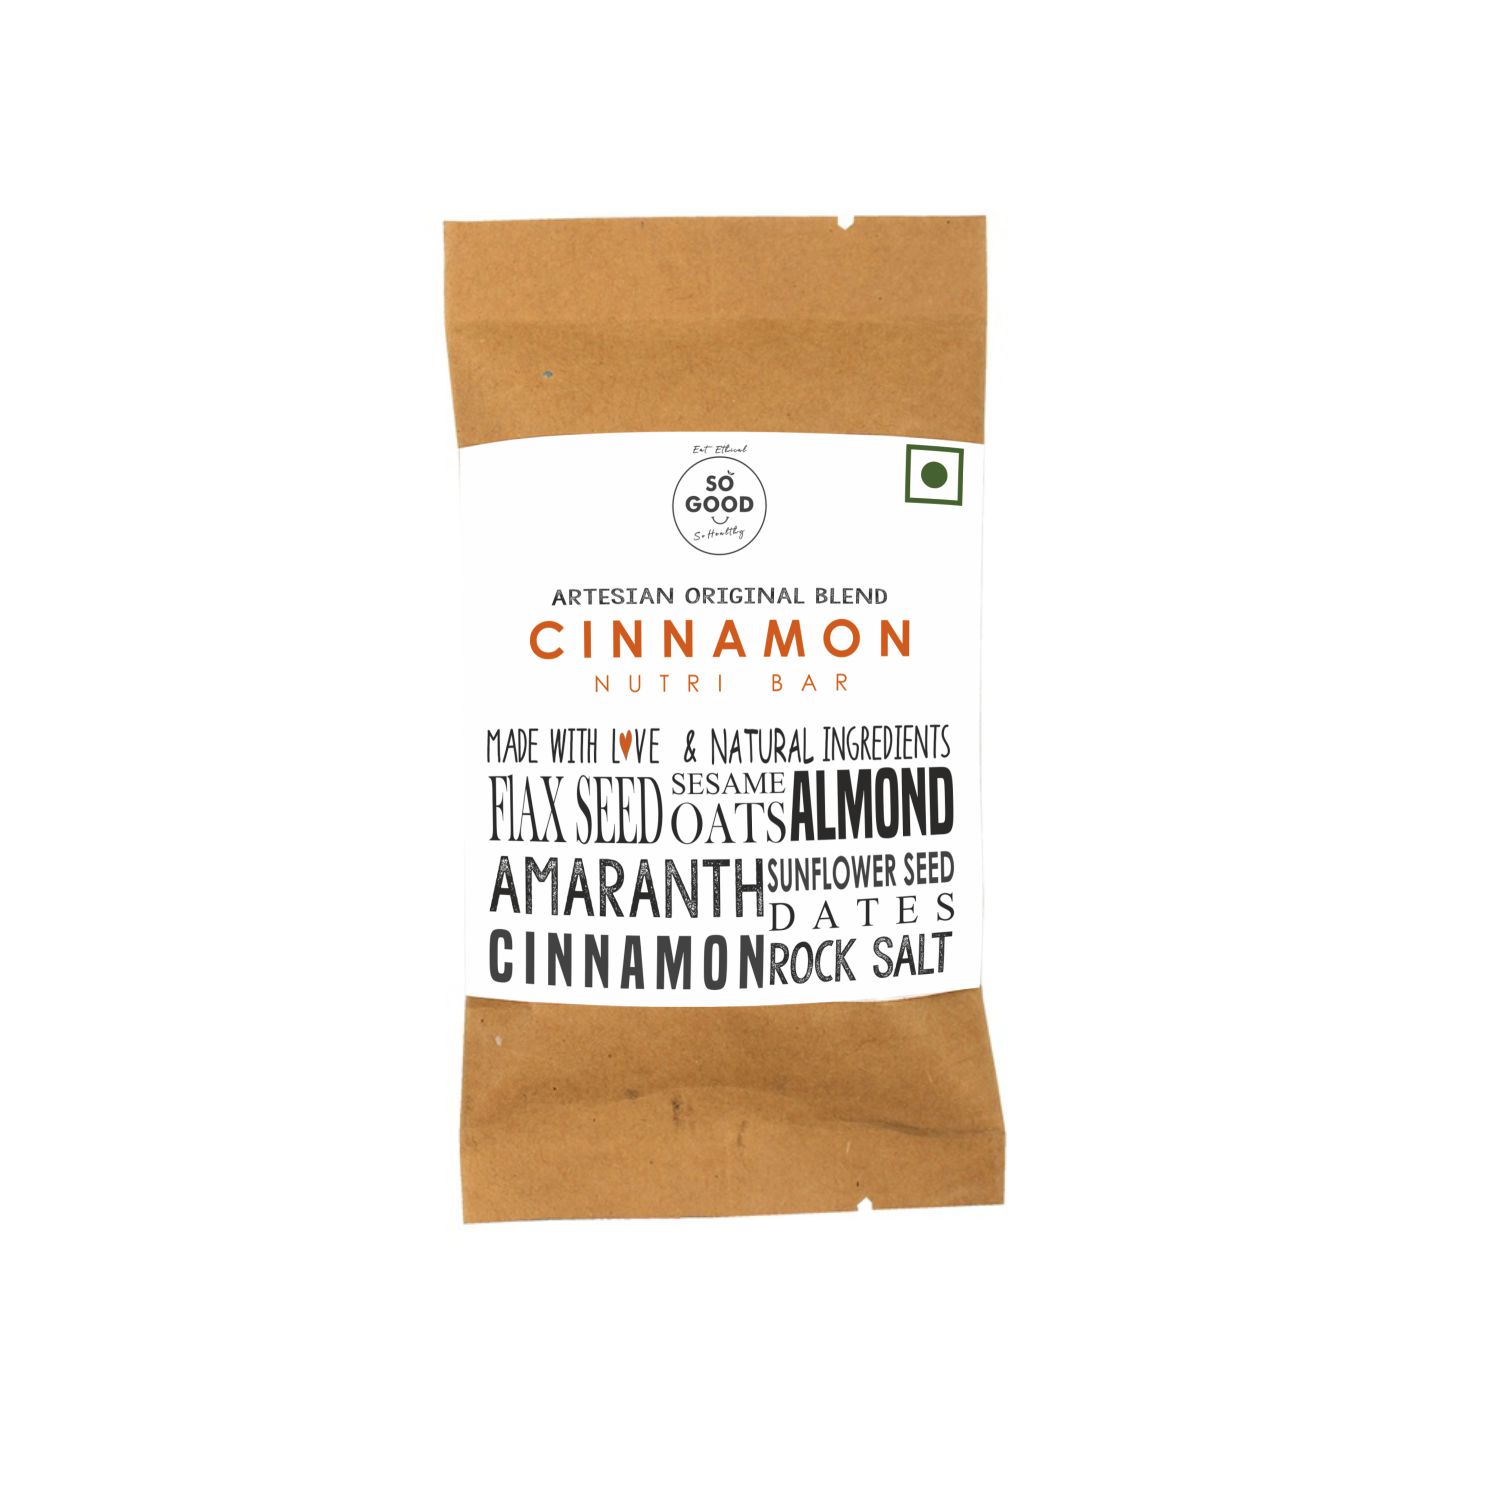 Eat Ethical
SO
GOOD
So Healthy
ARTESIAN ORIGINAL BLEND
CINNAMON
NUTRI BAR
MADE WITH LOVE & NATURAL INGREDIENTS
FlAX SEED SESAME OATS ALMOND
AMARANTH SUNFLOWER SEED
DATES
CINNAMON ROCK SALT